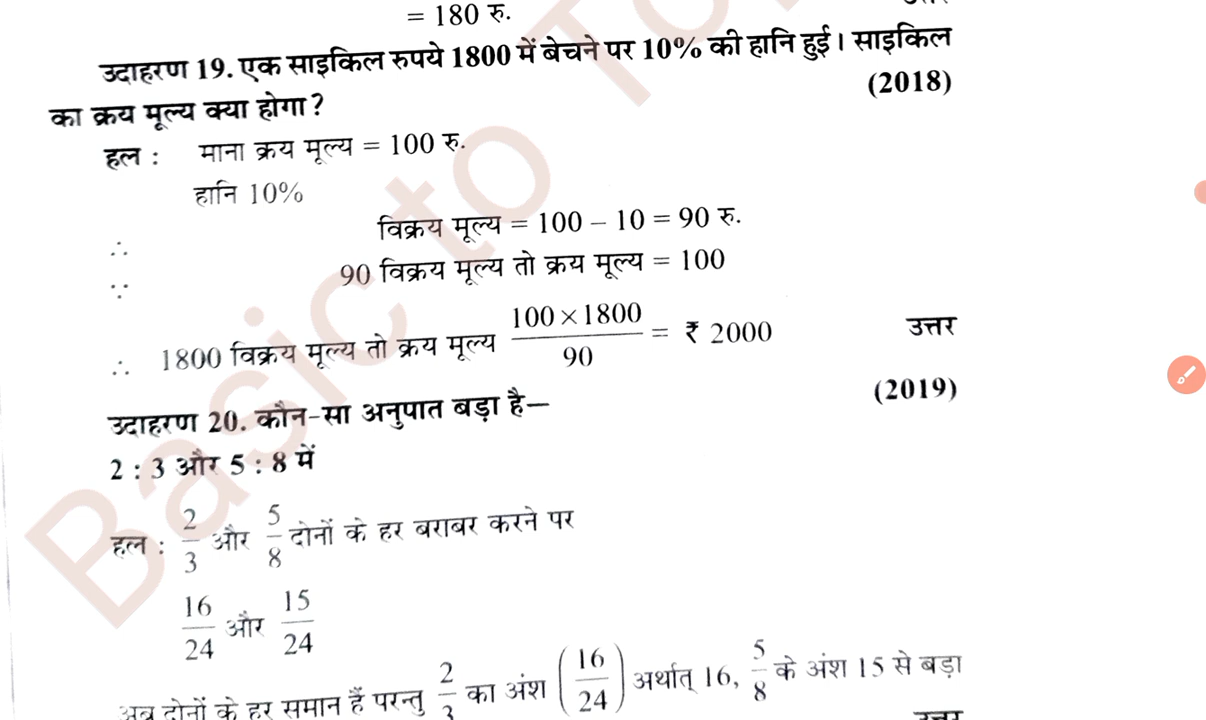 = 180 रु.
उदाहरण 19. एक साइकिल रुपये 1800 में बेचने पर 10% की हानि हुई। साइकिल
का क्रय मूल्य क्या होगा? (2018)
हल : माना क्रय मूल्य = 100 रु.
हानि 10%
∴ विक्रय मूल्य = 100 – 10 = 90 रु.
∵ 90 विक्रय मूल्य तो क्रय मूल्य = 100
∴ 1800 विक्रय मूल्य तो क्रय मूल्य 100 × 1800 / 90 = ₹ 2000 उत्तर
उदाहरण 20. कौन-सा अनुपात बड़ा है– (2019)
2 : 3 और 5 : 8 में
हल : 2/3 और 5/8 दोनों के हर बराबर करने पर
16/24 और 15/24
अब दोनों के हर समान हैं परन्तु 2/3 का अंश (16/24) अर्थात् 16, 5/8 के अंश 15 से बड़ा
Basic to